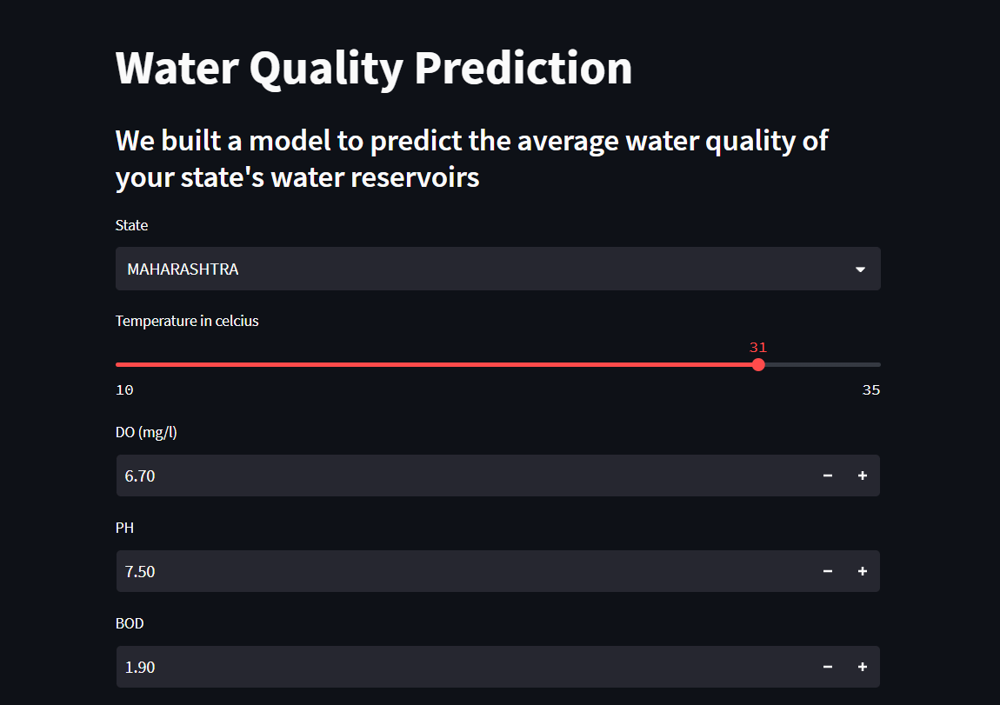 Water Quality Prediction
We built a model to predict the average water quality of
your state's water reservoirs
State
MAHARASHTRA
Temperature in celcius
31
10 35
DO (mg/l)
6.70
PH
7.50
BOD
1.90